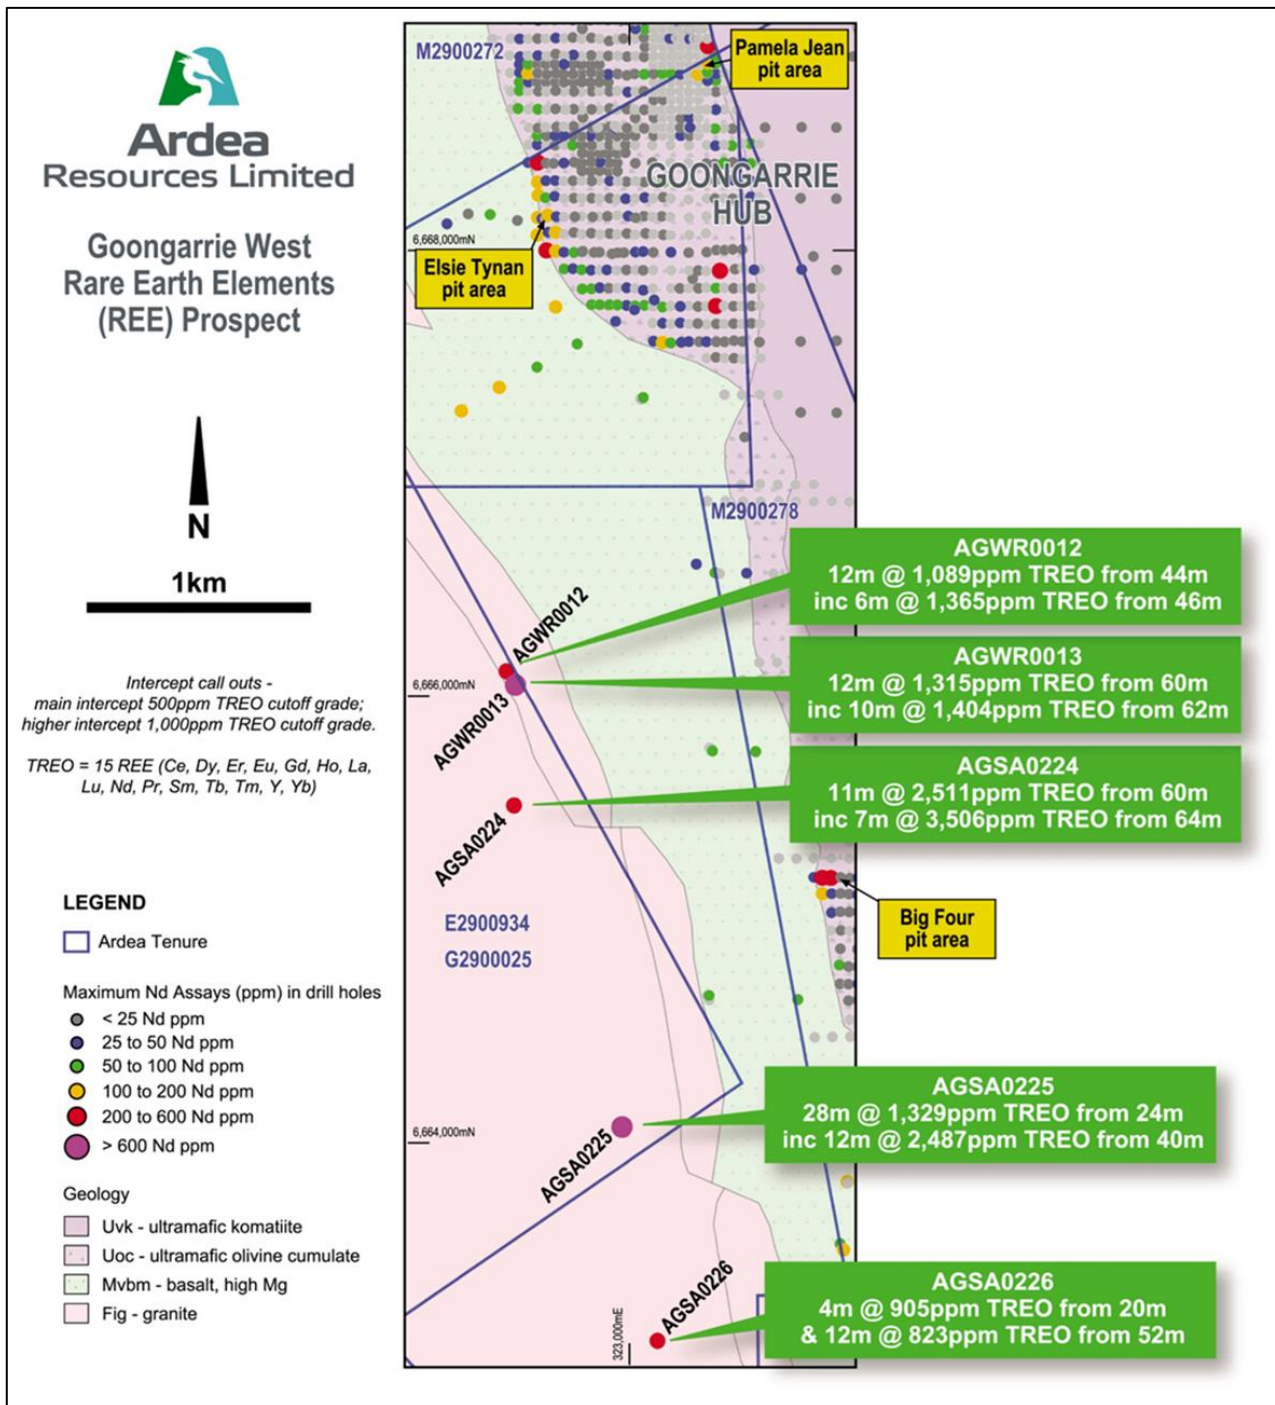 Ardea
Resources Limited
Goongarrie West
Rare Earth Elements
(REE) Prospect
N
1km
Intercept call outs -
main intercept 500ppm TREO cutoff grade;
higher intercept 1,000ppm TREO cutoff grade.
TREO = 15 REE (Ce, Dy, Er, Eu, Gd, Ho, La,
Lu, Nd, Pr, Sm, Tb, Tm, Y, Yb)
LEGEND
Ardea Tenure
Maximum Nd Assays (ppm) in drill holes
< 25 Nd ppm
25 to 50 Nd ppm
50 to 100 Nd ppm
100 to 200 Nd ppm
200 to 600 Nd ppm
> 600 Nd ppm
Geology
Uvk - ultramafic komatiite
Uoc - ultramafic olivine cumulate
Mvbm - basalt, high Mg
Fig - granite
M2900272
Pamela Jean
pit area
GOONGARRIE
HUB
6,668,000mN
Elsie Tynan
pit area
M2900278
AGWR0012
12m @ 1,089ppm TREO from 44m
inc 6m @ 1,365ppm TREO from 46m
AGWR0012
6,666,000mN
AGWR0013
AGWR0013
12m @ 1,315ppm TREO from 60m
inc 10m @ 1,404ppm TREO from 62m
AGSA0224
11m @ 2,511ppm TREO from 60m
inc 7m @ 3,506ppm TREO from 64m
AGSA0224
E2900934
G2900025
Big Four
pit area
6,664,000mN
AGSA0225
AGSA0225
28m @ 1,329ppm TREO from 24m
inc 12m @ 2,487ppm TREO from 40m
AGSA0226
AGSA0226
4m @ 905ppm TREO from 20m
& 12m @ 823ppm TREO from 52m
323,000mE